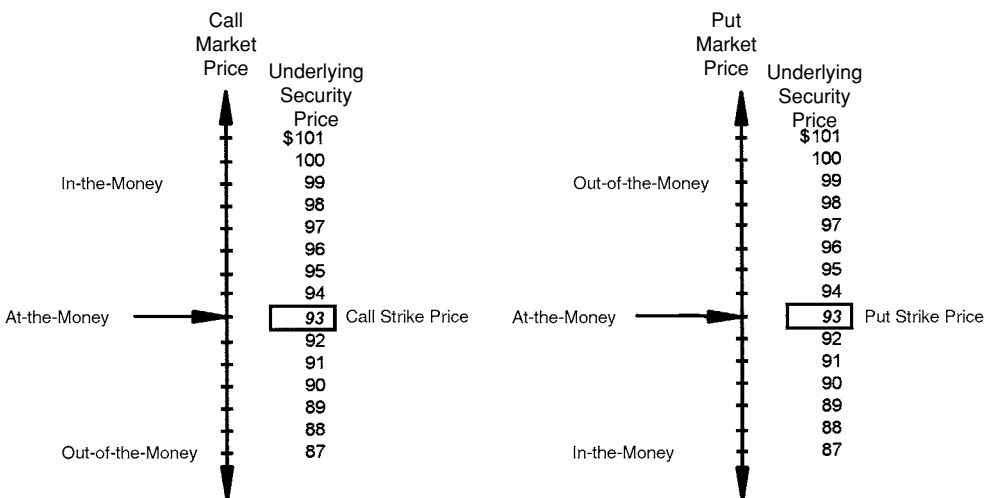 Call
Market
Price
Underlying
Security
Price
$101
100
In-the-Money
99
98
97
96
95
94
At-the-Money
93
Call Strike Price
92
91
90
89
88
Out-of-the-Money
87
Put
Market
Price
Underlying
Security
Price
$101
100
Out-of-the-Money
99
98
97
96
95
94
At-the-Money
93
Put Strike Price
92
91
90
89
88
In-the-Money
87